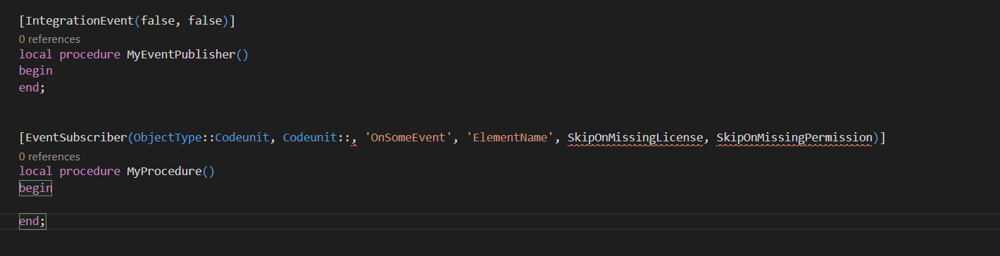 [IntegrationEvent(false, false)]
0 references
local procedure MyEventPublisher()
begin
end;
[EventSubscriber(ObjectType::Codeunit, Codeunit::, 'OnSomeEvent', 'ElementName', SkipOnMissingLicense, SkipOnMissingPermission)]
0 references
local procedure MyProcedure()
begin
end;